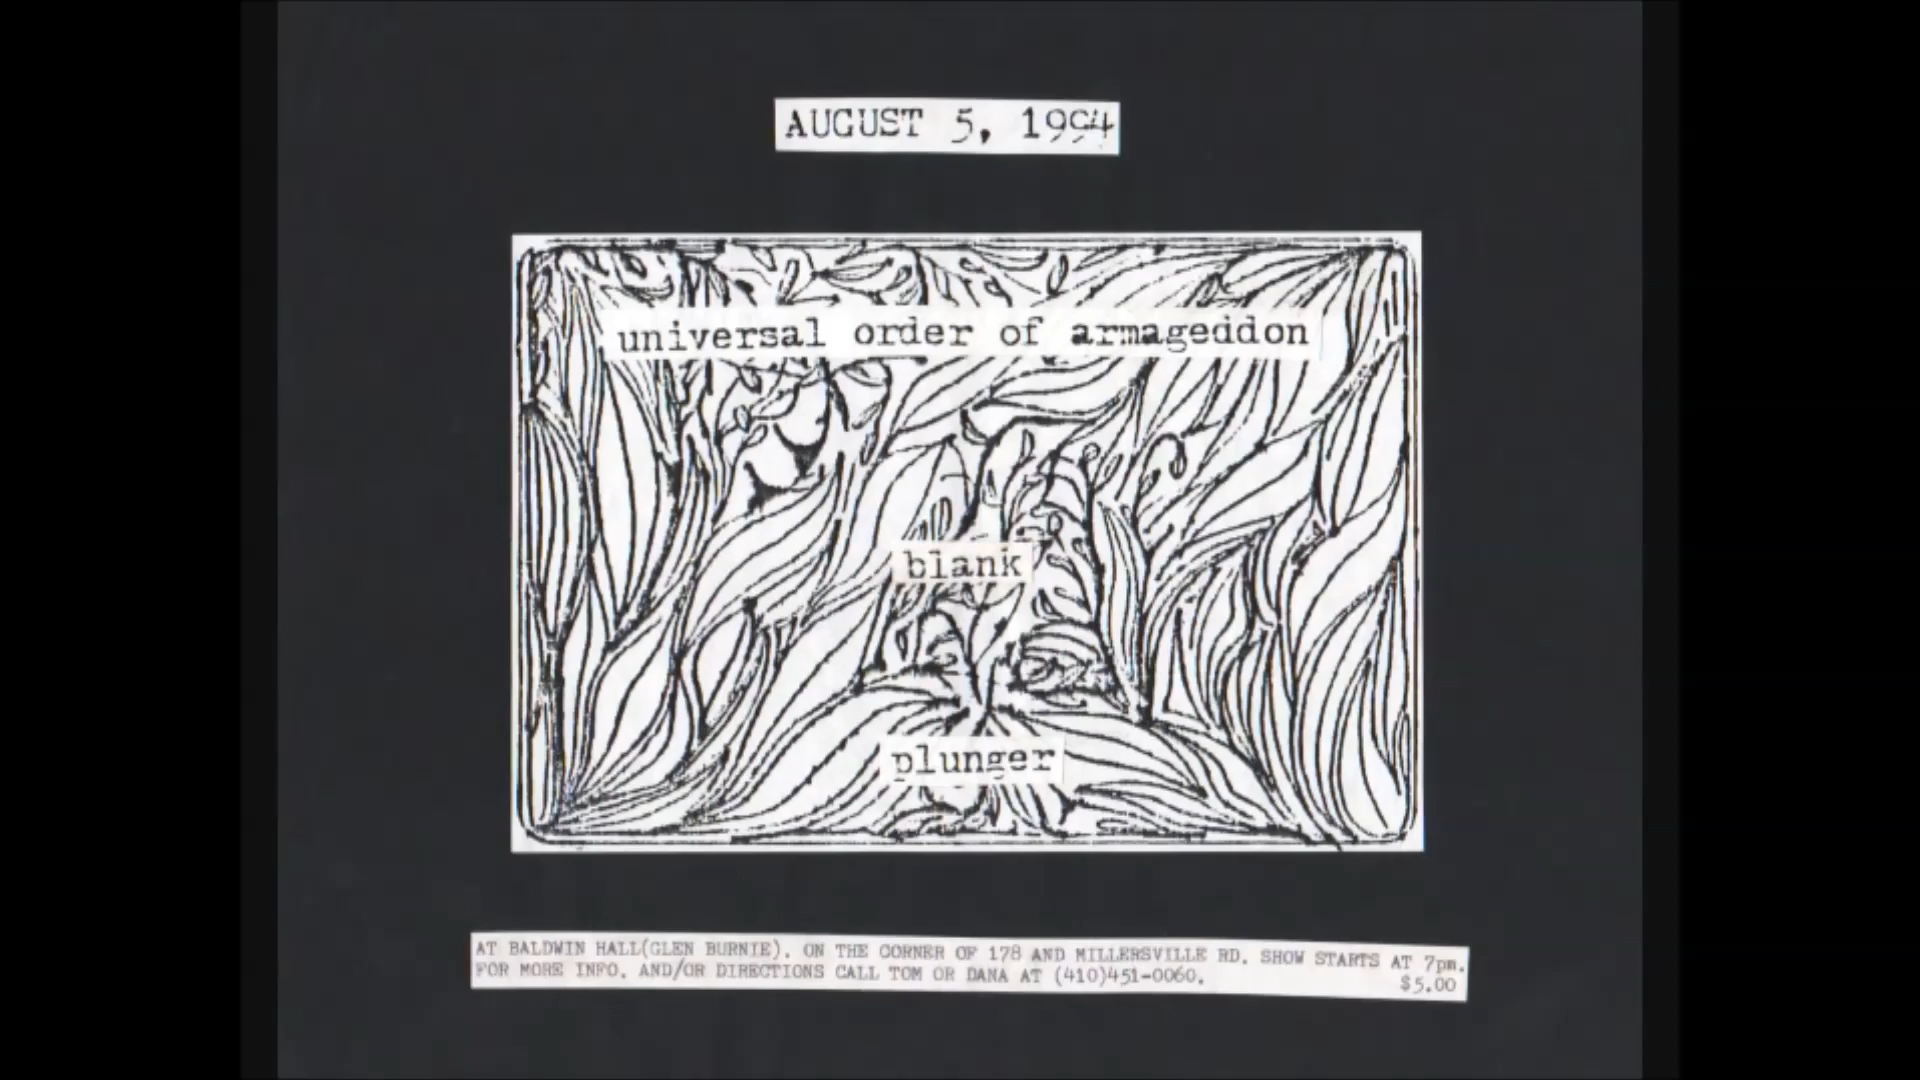 AUGUST 5, 1994
universal order of armageddon
blank
plunger
AT BALDWIN HALL(GLEN BURNIE). ON THE CORNER OF 178 AND MILLERSVILLE RD. SHOW STARTS AT 7pm.
FOR MORE INFO. AND/OR DIRECTIONS CALL TOM OR DANA AT (410)451-0060.
$5.00